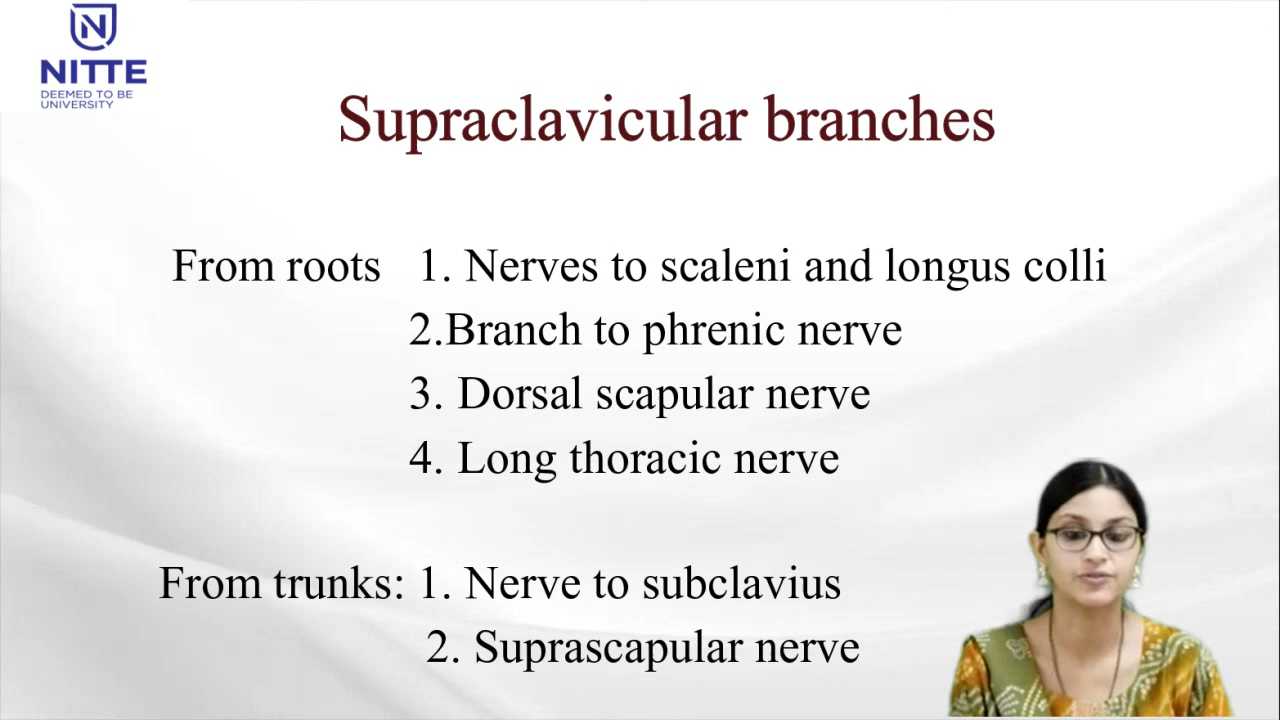 NITTE
DEEMED TO BE
UNIVERSITY
Supraclavicular branches
From roots 1. Nerves to scaleni and longus colli
2.Branch to phrenic nerve
3. Dorsal scapular nerve
4. Long thoracic nerve
From trunks: 1. Nerve to subclavius
2. Suprascapular nerve